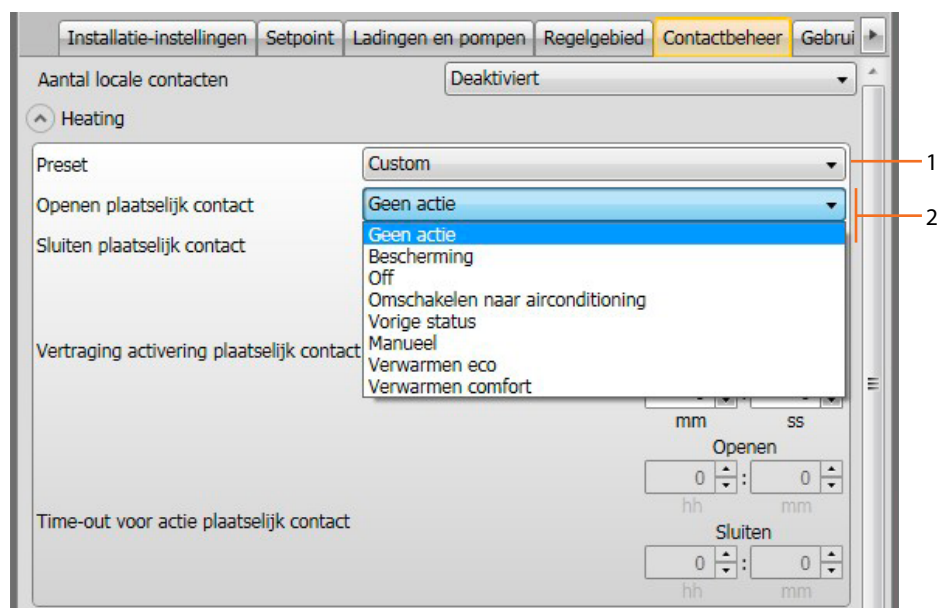 Installatie-instellingen Setpoint Ladingen en pompen Regelgebied Contactbeheer Gebrui
Aantal locale contacten Deaktiviert
Heating
Preset Custom 1
Openen plaatselijk contact Geen actie 2
Sluiten plaatselijk contact
Geen actie
Bescherming
Off
Omschakelen naar airconditioning
Vorige status
Manueel
Verwarmen eco
Verwarmen comfort
Vertraging activering plaatselijk contact
mm ss
Openen
0 : 0
hh mm
Time-out voor actie plaatselijk contact
Sluiten
0 : 0
hh mm